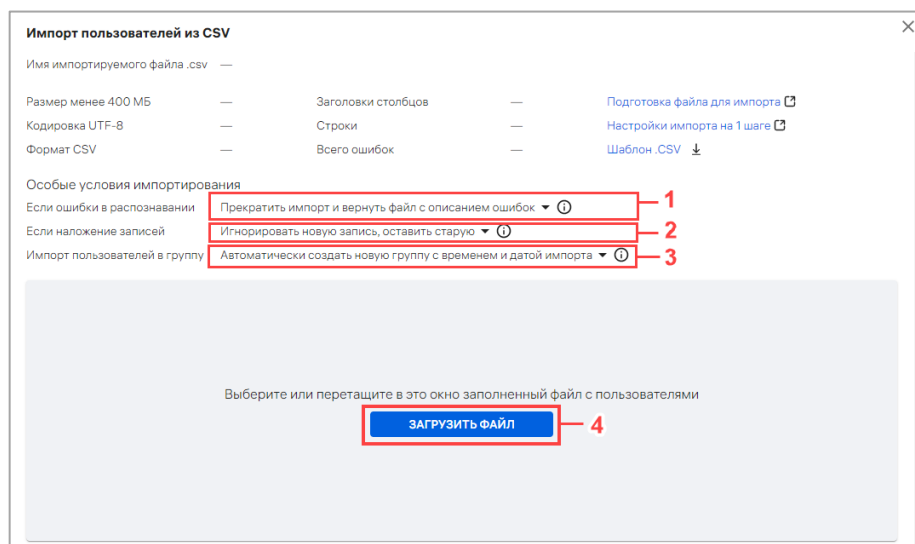 Импорт пользователей из CSV
Имя импортируемого файла .csv —
Размер менее 400 МБ — Заголовки столбцов — Подготовка файла для импорта
Кодировка UTF-8 — Строки — Настройки импорта на 1 шаге
Формат CSV — Всего ошибок — Шаблон .CSV
Особые условия импортирования
Если ошибки в распознавании Прекратить импорт и вернуть файл с описанием ошибок 1
Если наложение записей Игнорировать новую запись, оставить старую 2
Импорт пользователей в группу Автоматически создать новую группу с временем и датой импорта 3
Выберите или перетащите в это окно заполненный файл с пользователями
ЗАГРУЗИТЬ ФАЙЛ 4